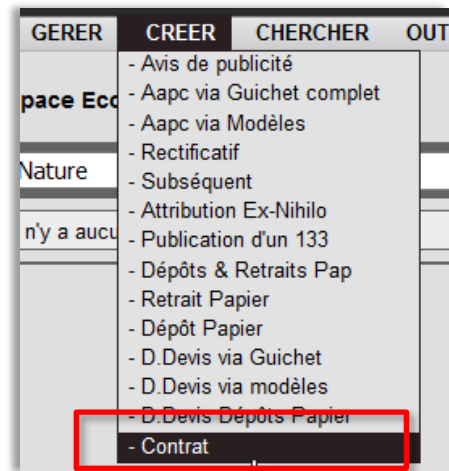 GERER CREER CHERCHER OUT
- Avis de publicité
pace Eco
- Aapc via Guichet complet
- Aapc via Modèles
- Rectificatif
Nature
- Subséquent
- Attribution Ex-Nihilo
n'y a aucu
- Publication d'un 133
- Dépôts & Retraits Pap
- Retrait Papier
- Dépôt Papier
- D.Devis via Guichet
- D.Devis via modèles
- D.Devis Dépôts Papier
- Contrat